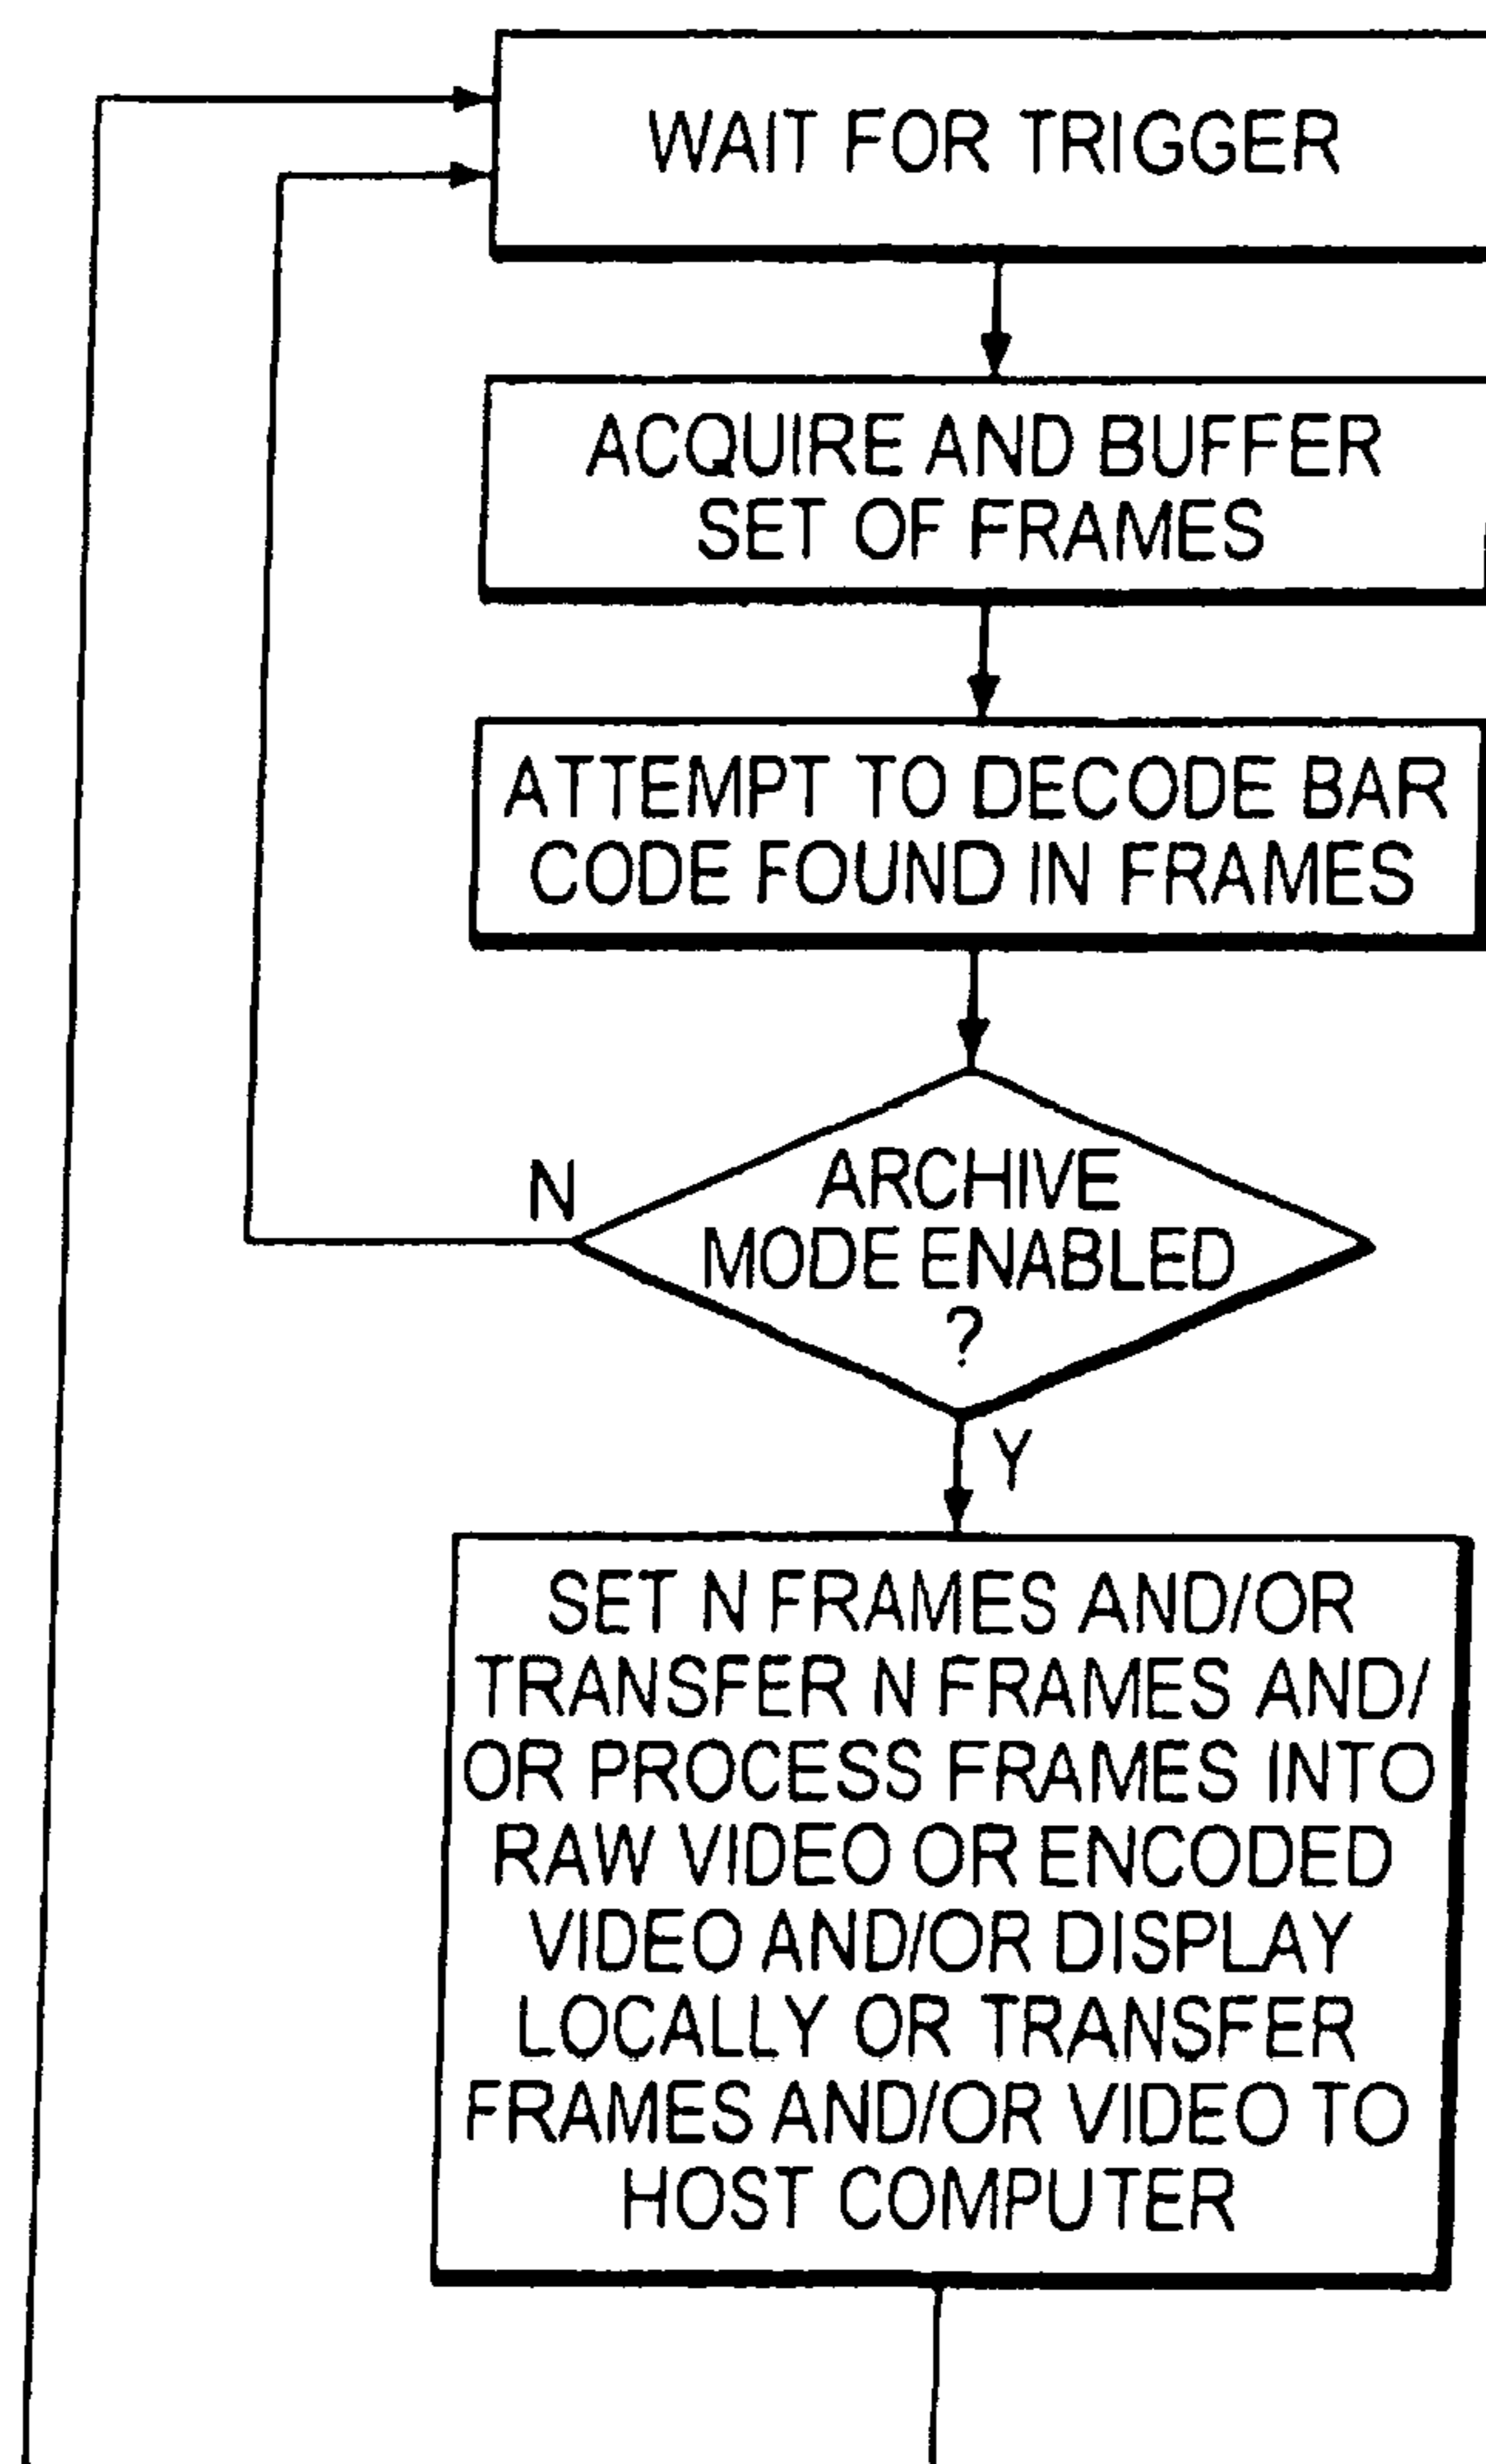 WAIT FOR TRIGGER
ACQUIRE AND BUFFER
SET OF FRAMES
ATTEMPT TO DECODE BAR
CODE FOUND IN FRAMES
N
ARCHIVE
MODE ENABLED
?
Y
SET N FRAMES AND/OR
TRANSFER N FRAMES AND/
OR PROCESS FRAMES INTO
RAW VIDEO OR ENCODED
VIDEO AND/OR DISPLAY
LOCALLY OR TRANSFER
FRAMES AND/OR VIDEO TO
HOST COMPUTER